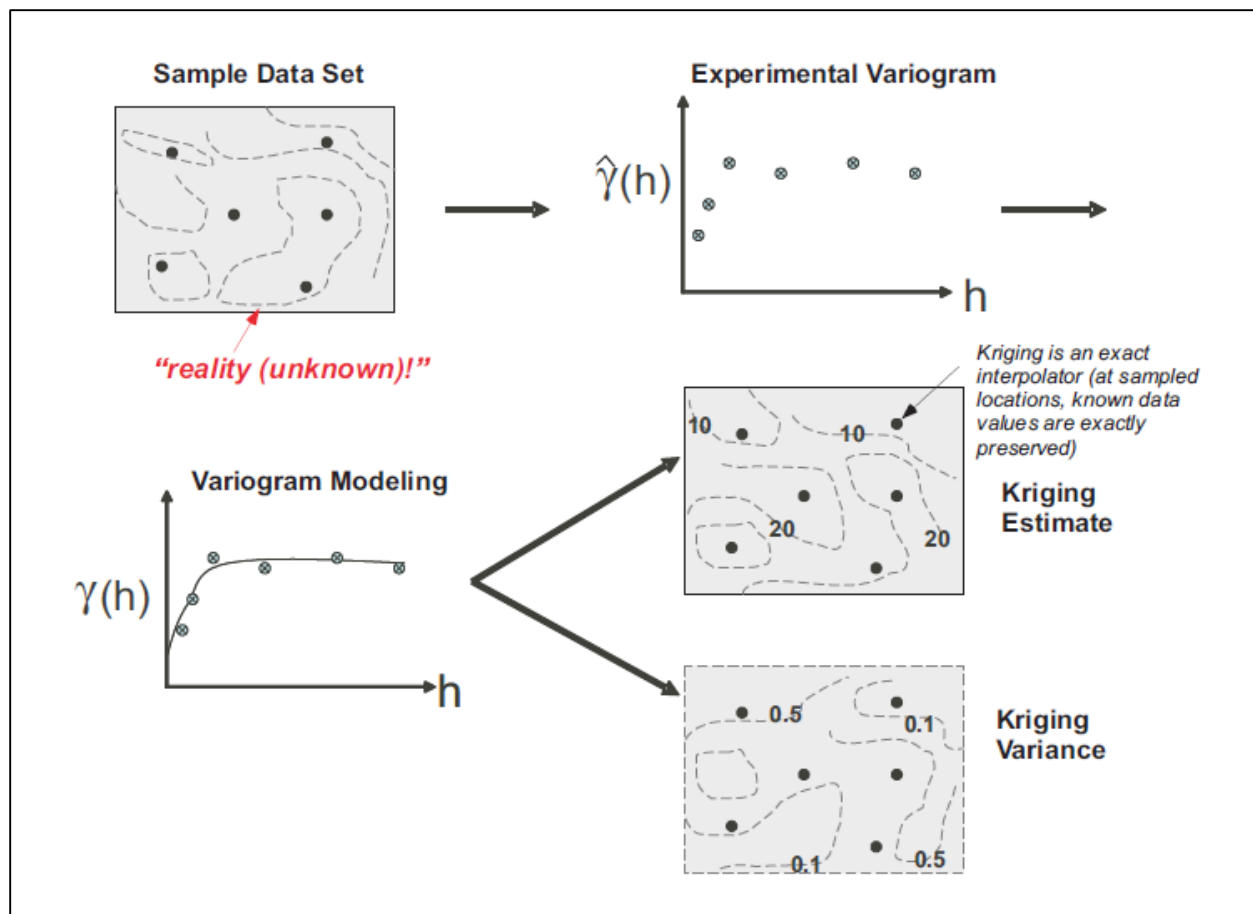 Sample Data Set
Experimental Variogram
γ̂(h)
h
“reality (unknown)!”
Kriging is an exact
interpolator (at sampled
locations, known data
values are exactly
preserved)
10
10
20
20
Kriging
Estimate
Variogram Modeling
γ(h)
h
0.5
0.1
0.1
0.5
Kriging
Variance